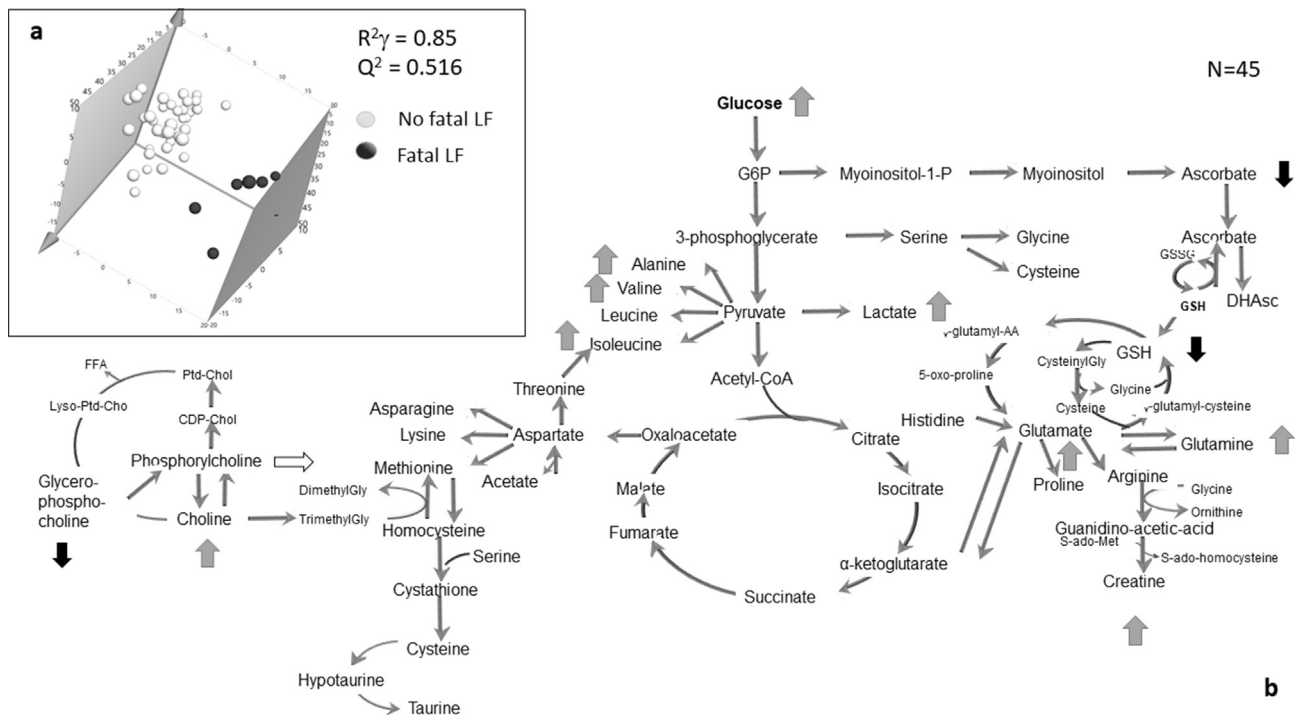 a
R²γ = 0.85
Q² = 0.516
No fatal LF
Fatal LF
N=45
Glucose
G6P
Myoinositol-1-P
Myoinositol
Ascorbate
3-phosphoglycerate
Serine
Glycine
Cysteine
Ascorbate
GSSG
GSH
DHAsc
Alanine
Valine
Leucine
Isoleucine
Pyruvate
Lactate
γ-glutamyl-AA
GSH
CysteinylGly
5-oxo-proline
Glycine
Cysteine
γ-glutamyl-cysteine
Acetyl-CoA
Threonine
Asparagine
Lysine
Aspartate
Methionine
Acetate
Oxaloacetate
Citrate
Histidine
Glutamate
Glutamine
Isocitrate
Proline
Arginine
Glycine
Ornithine
Guanidino-acetic-acid
S-ado-Met
S-ado-homocysteine
Creatine
Malate
Fumarate
α-ketoglutarate
Succinate
FFA
Ptd-Chol
Lyso-Ptd-Cho
CDP-Chol
Phosphorylcholine
Glycero-
phospho-
choline
Choline
DimethylGly
TrimethylGly
Homocysteine
Serine
Cystathione
Cysteine
Hypotaurine
Taurine
b